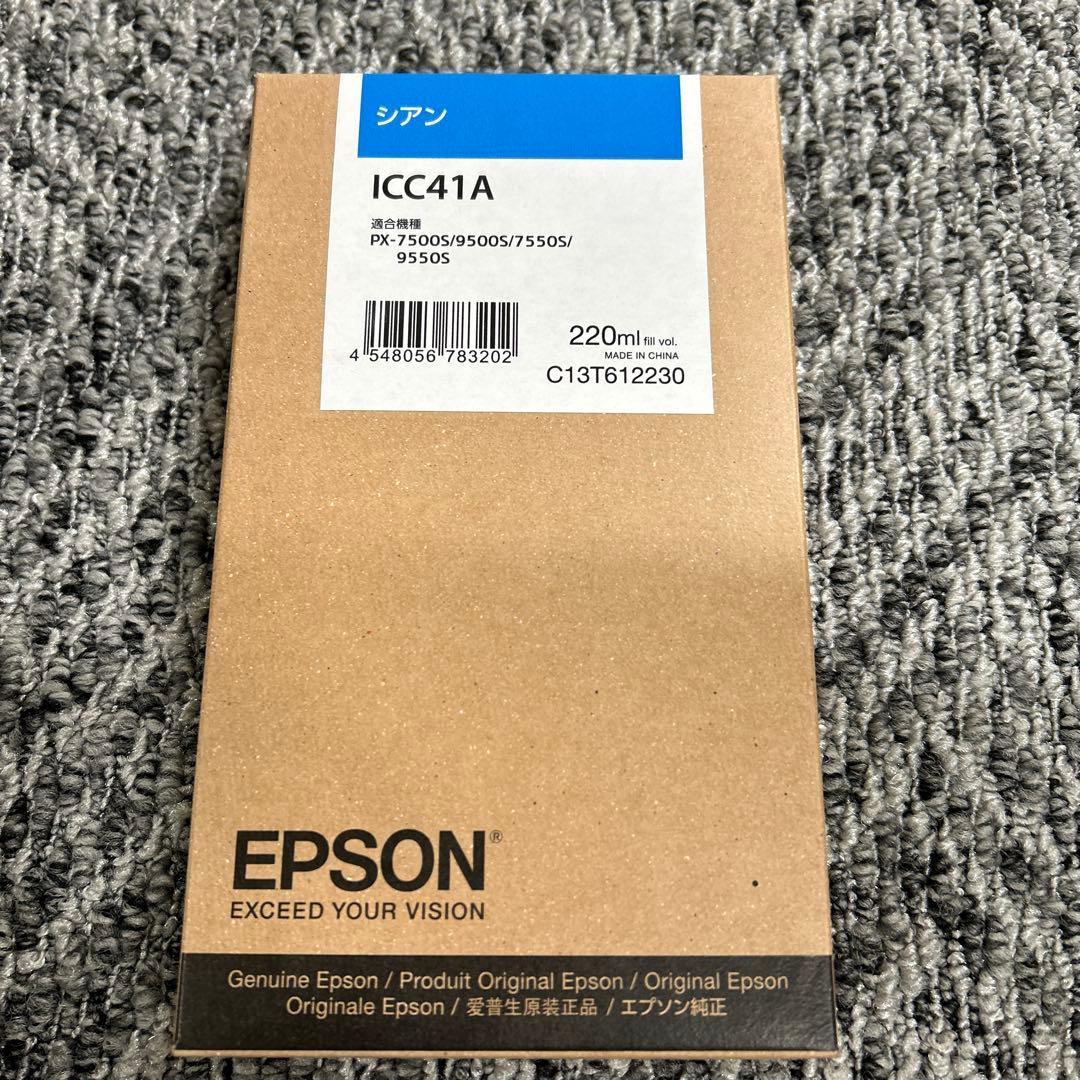 シアン
ICC41A
適合機種
PX-7500S/9500S/7550S/
9550S
4 548056 783202
220ml fill vol.
MADE IN CHINA
C13T612230
EPSON®
EXCEED YOUR VISION
Genuine Epson / Produit Original Epson / Original Epson
Originale Epson / 爱普生原装正品 / エプソン純正